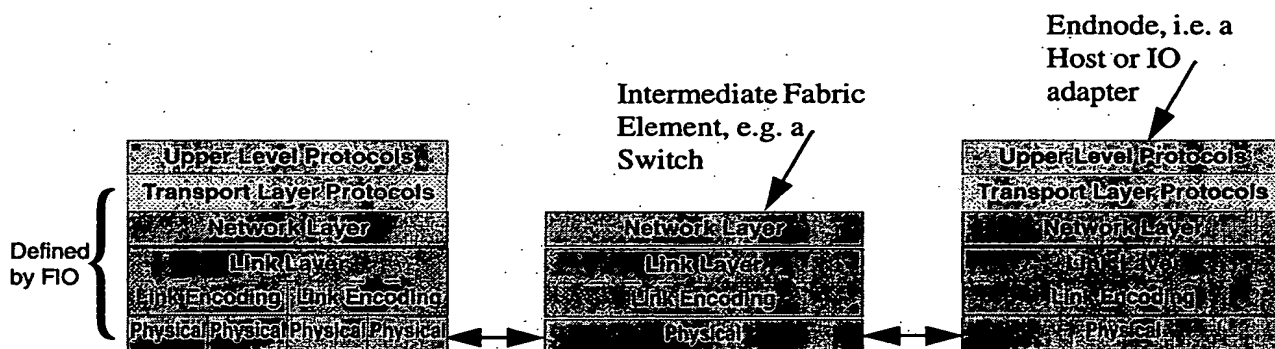 Endnode, i.e. a
Host or IO
adapter
Intermediate Fabric
Element, e.g. a
Switch
Upper Level Protocols
Transport Layer Protocols
Network Layer
Link Layer
Link Encoding Link Encoding
Physical Physical Physical Physical
Defined
by FIO
Network Layer
Link Layer
Link Encoding
Physical
Upper Level Protocols
Transport Layer Protocols
Network Layer
Link Layer
Link Encoding
Physical